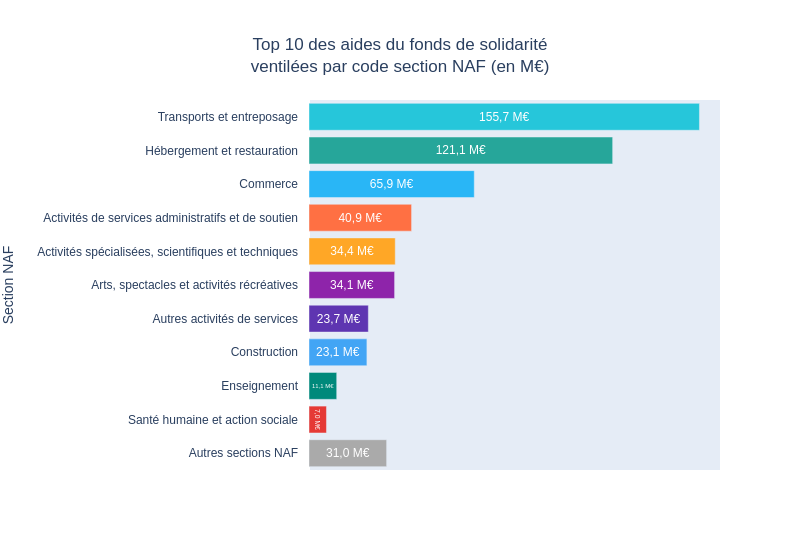 Top 10 des aides du fonds de solidarité
ventilées par code section NAF (en M€)
Section NAF
Transports et entreposage 155,7 M€
Hébergement et restauration 121,1 M€
Commerce 65,9 M€
Activités de services administratifs et de soutien 40,9 M€
Activités spécialisées, scientifiques et techniques 34,4 M€
Arts, spectacles et activités récréatives 34,1 M€
Autres activités de services 23,7 M€
Construction 23,1 M€
Enseignement 11,1 M€
Santé humaine et action sociale 7,0 M€
Autres sections NAF 31,0 M€